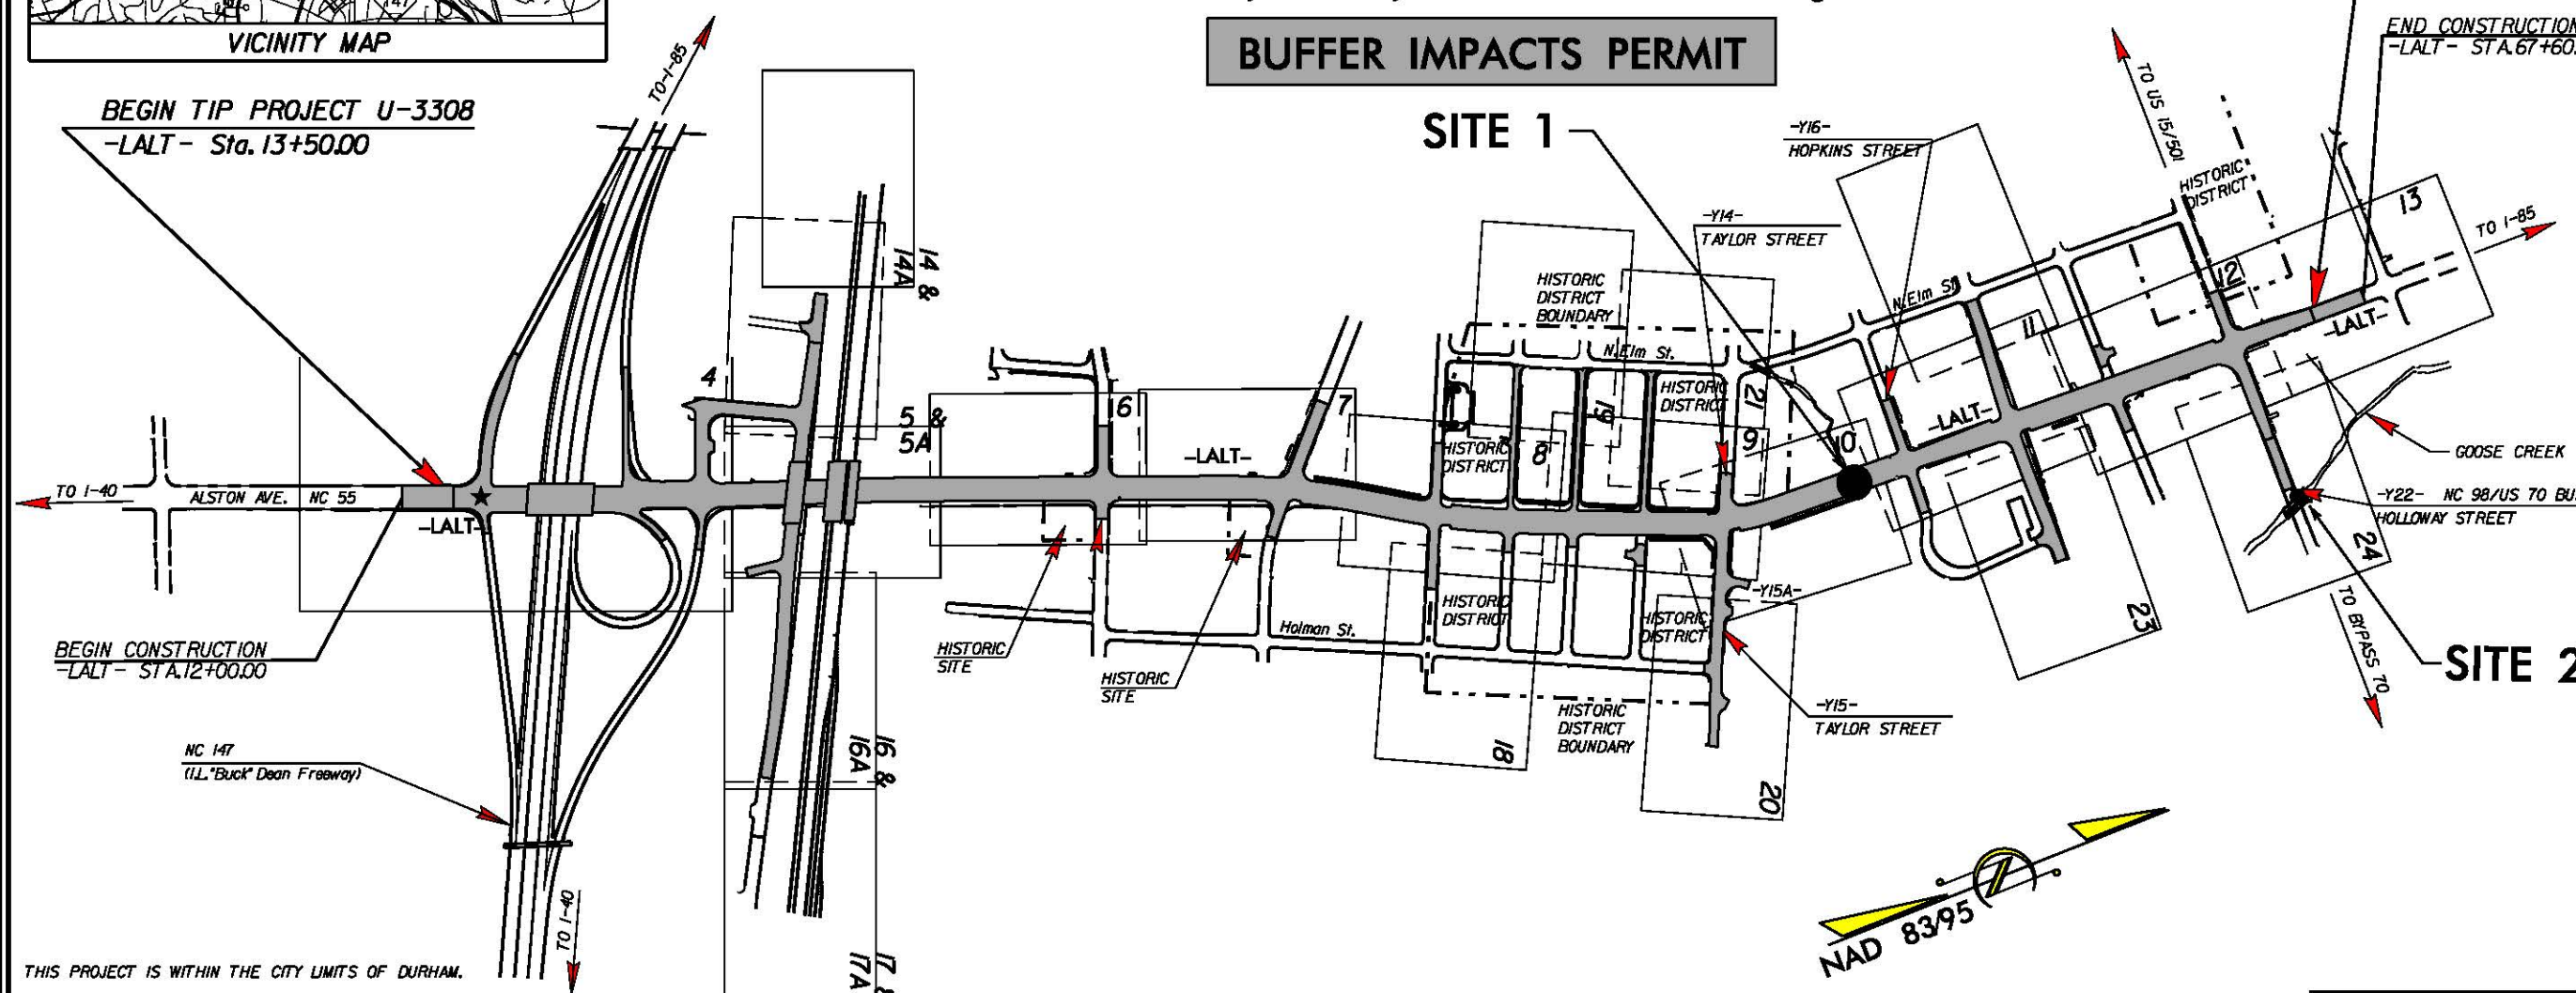 VICINITY MAP
BUFFER IMPACTS PERMIT
END CONSTRUCTION
-LALT- STA.67+60.
BEGIN TIP PROJECT U-3308
-LALT- Sta. 13+50.00
TO I-85
SITE 1
-Y16-
HOPKINS STREET
TO US 15/501
HISTORIC
DISTRICT
13
TO I-85
-Y14-
TAYLOR STREET
14 &
14A
HISTORIC
DISTRICT
BOUNDARY
N. Elm St.
12
11
-LALT-
4
5 &
5A
6
7
-LALT-
N. Elm St.
HISTORIC
DISTRICT
21
19
8
9
10
HISTORIC
DISTRICT
-LALT-
GOOSE CREEK
TO I-40
ALSTON AVE. NC 55
-LALT-
-Y22- NC 98/US 70 BU
HOLLOWAY STREET
24
BEGIN CONSTRUCTION
-LALT- STA.12+00.00
HISTORIC
SITE
HISTORIC
SITE
Holman St.
HISTORIC
DISTRICT
HISTORIC
DISTRICT
-Y15A-
23
TO BYPASS 70
SITE 2
-Y15-
TAYLOR STREET
HISTORIC
DISTRICT
BOUNDARY
18
20
16 &
16A
NC 147
(I.L."Buck" Dean Freeway)
TO I-40
17 &
17A
NAD 83/95
THIS PROJECT IS WITHIN THE CITY LIMITS OF DURHAM.